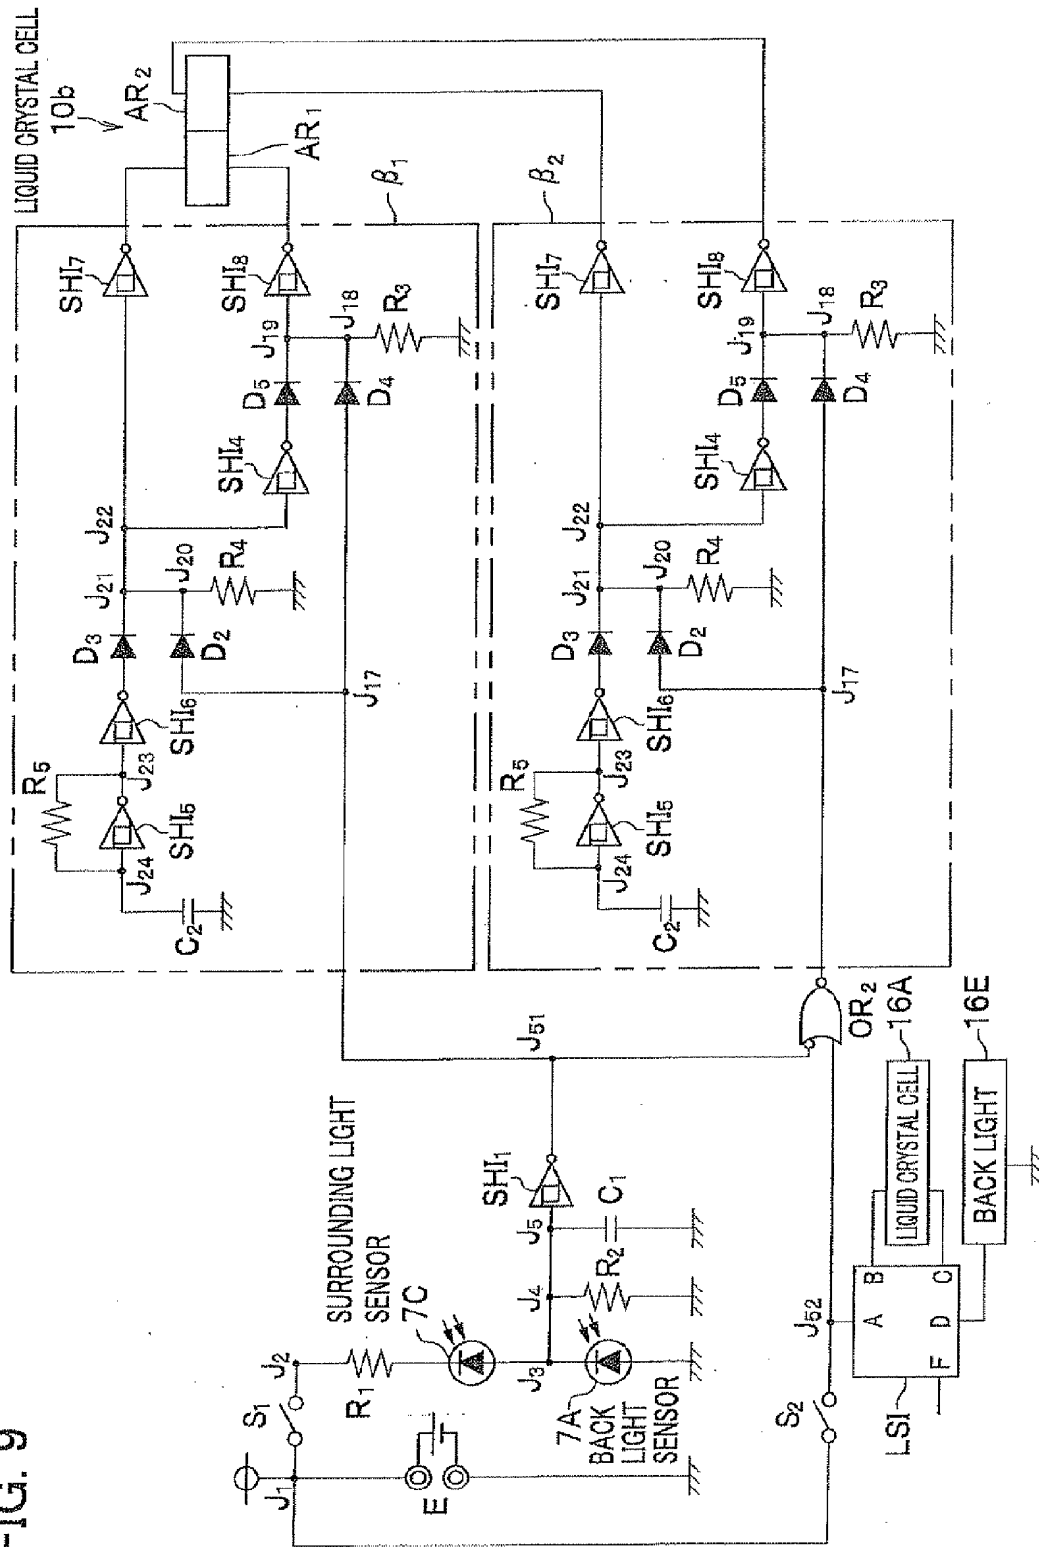 FIG. 9
LIQUID CRYSTAL CELL
10b
AR2
AR1
β1
SHI7
SHI8
J19
J18
R3
D5
D4
SHI4
J22
J21
J20
R4
D3
D2
SHI6
J17
R5
J23
SHI5
J24
C2
β2
SHI7
SHI8
J19
J18
R3
D5
D4
SHI4
J22
J21
J20
R4
D3
D2
SHI6
J17
R5
J23
SHI5
J24
C2
J51
OR2
SURROUNDING LIGHT
SENSOR
7C
SHI1
J5
C1
J4
R2
J3
J2
R1
S1
J1
E
7A
BACK
LIGHT
SENSOR
S2
J52
LSI
A
B
C
D
F
LIQUID CRYSTAL CELL
16A
BACK LIGHT
16E